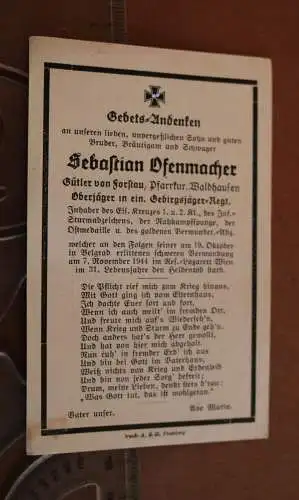 Gebets-Andenken
an unseren lieben, unvergeßlichen Sohn und guten
Bruder, Bräutigam und Schwager
Sebastian Ofenmacher
Gütler von Forstau, Pfarrkur. Waldhausen
Oberjäger in ein. Gebirgsjäger-Regt.
Inhaber des Eis. Kreuzes 1. u. 2. Kl., des Inf.-
Sturmabzeichens, der Nahkampfspange, der
Ostmedaille u. des goldenen Verwundet.-Abz.
welcher an den Folgen seiner am 19. Oktober
in Belgrad erlittenen schweren Verwundung
am 7. November 1944 im Res.-Lazarett Wien
im 31. Lebensjahre den Heldentod starb.
Die Pflicht rief mich zum Krieg hinaus,
Mit Gott ging ich vom Elternhaus,
Ich dachte Euer fort und fort,
Wenn ich auch weilt' im fremden Ort,
Und freute mich auf's Wiederseh'n,
Wenn Krieg und Sturm zu Ende geh'n.
Doch anders hat's der Herr gewollt,
Und hat von hier mich abgeholt.
Nun ruh' in fremder Erd' ich aus
und bin bei Gott im Vaterhaus,
Weiß nichts von Krieg und Erdenleid
Und bin von jeder Sorg' befreit;
Drum, meine Lieben, denkt stets d'ran:
„Was Gott tut, das ist wohlgetan."
Vater unser. Ave Maria.